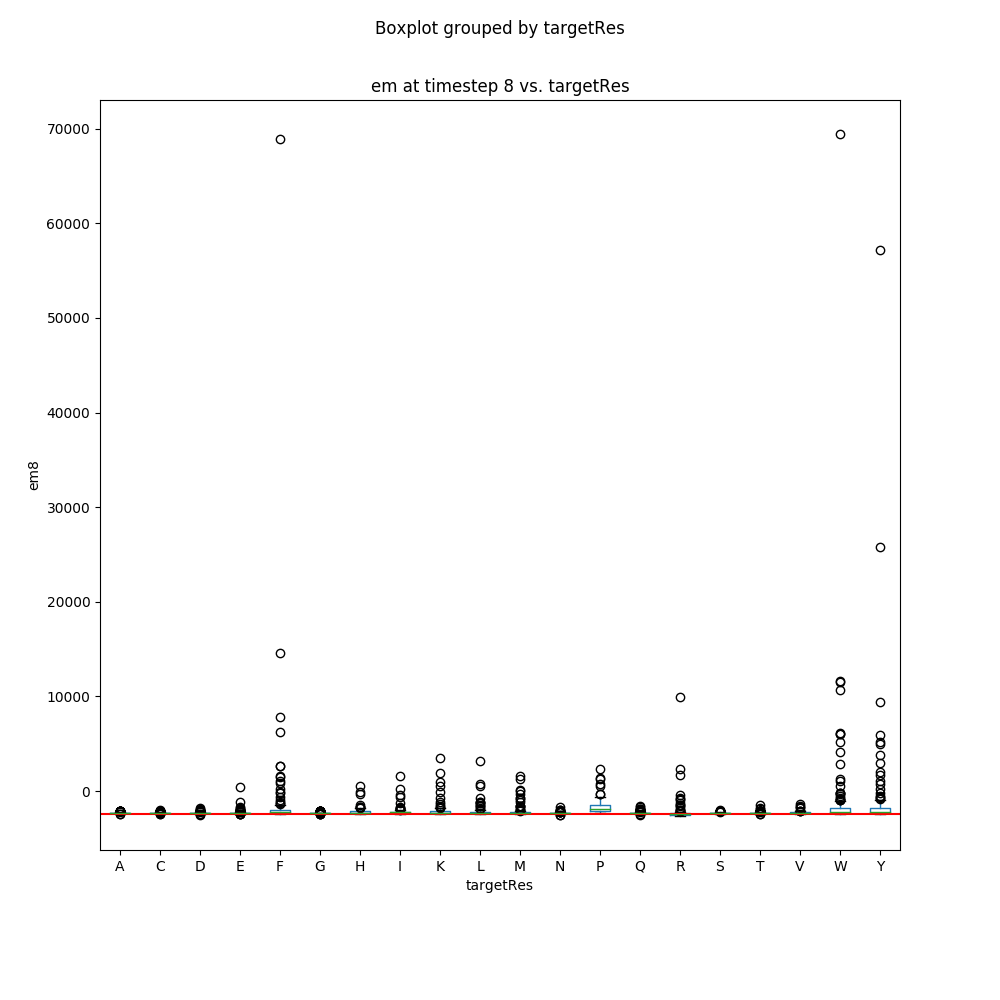 Boxplot grouped by targetRes
em at timestep 8 vs. targetRes
70000
60000
50000
40000
30000
20000
10000
0
em8
A C D E F G H I K L M N P Q R S T V W Y
targetRes